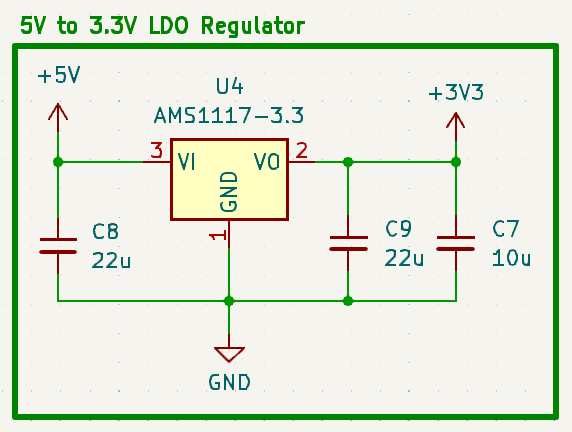 5V to 3.3V LDO Regulator
+5V
U4
AMS1117-3.3
+3V3
3
VI
VO
2
GND
1
C8
22u
C9
22u
C7
10u
GND